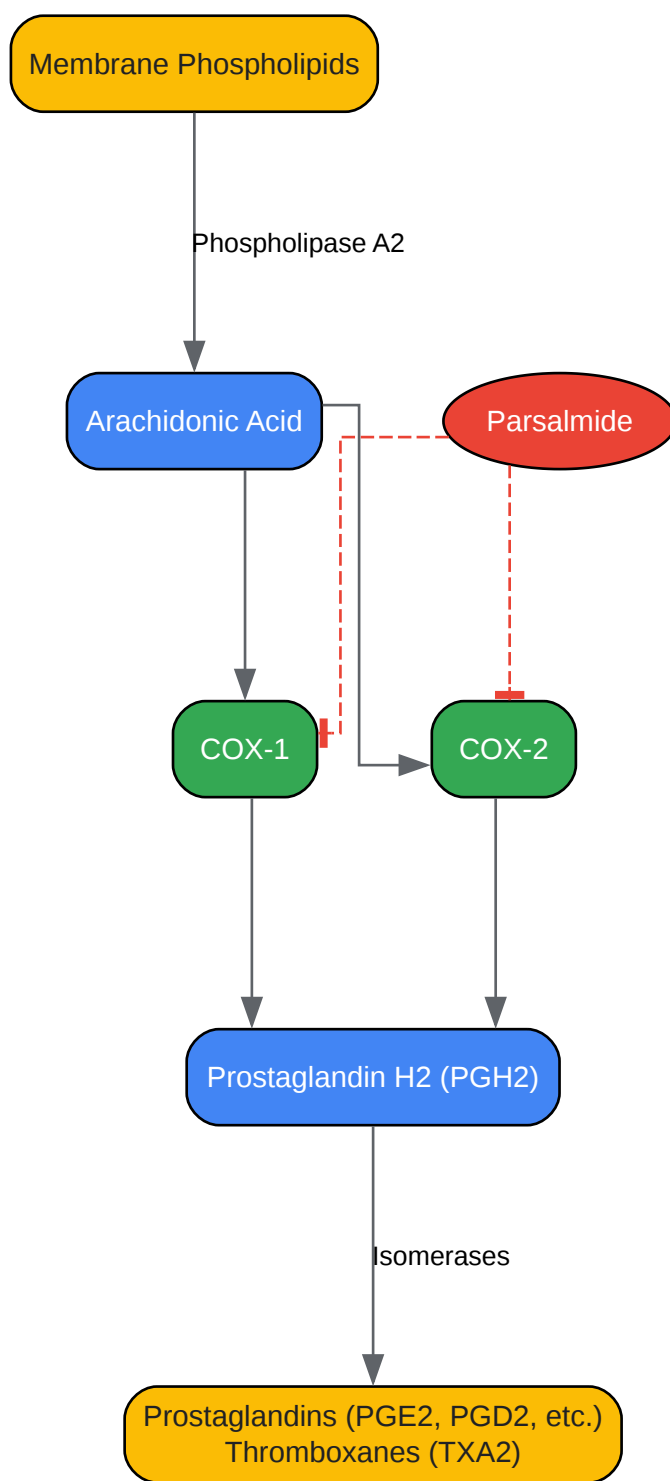 Membrane Phospholipids
Phospholipase A2
Arachidonic Acid
Parsalmide
COX-1
COX-2
Prostaglandin H2 (PGH2)
Isomerases
Prostaglandins (PGE2, PGD2, etc.)
Thromboxanes (TXA2)